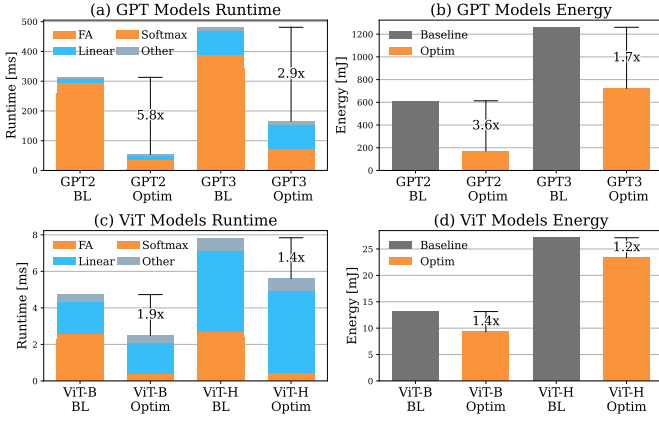 (a) GPT Models Runtime
Runtime [ms]
500
400
300
200
100
0
FA
Softmax
Linear
Other
5.8x
2.9x
GPT2 BL
GPT2 Optim
GPT3 BL
GPT3 Optim
(b) GPT Models Energy
Energy [mJ]
1200
1000
800
600
400
200
0
Baseline
Optim
3.6x
1.7x
GPT2 BL
GPT2 Optim
GPT3 BL
GPT3 Optim
(c) ViT Models Runtime
Runtime [ms]
8
6
4
2
0
FA
Softmax
Linear
Other
1.9x
1.4x
ViT-B BL
ViT-B Optim
ViT-H BL
ViT-H Optim
(d) ViT Models Energy
Energy [mJ]
25
20
15
10
5
0
Baseline
Optim
1.4x
1.2x
ViT-B BL
ViT-B Optim
ViT-H BL
ViT-H Optim